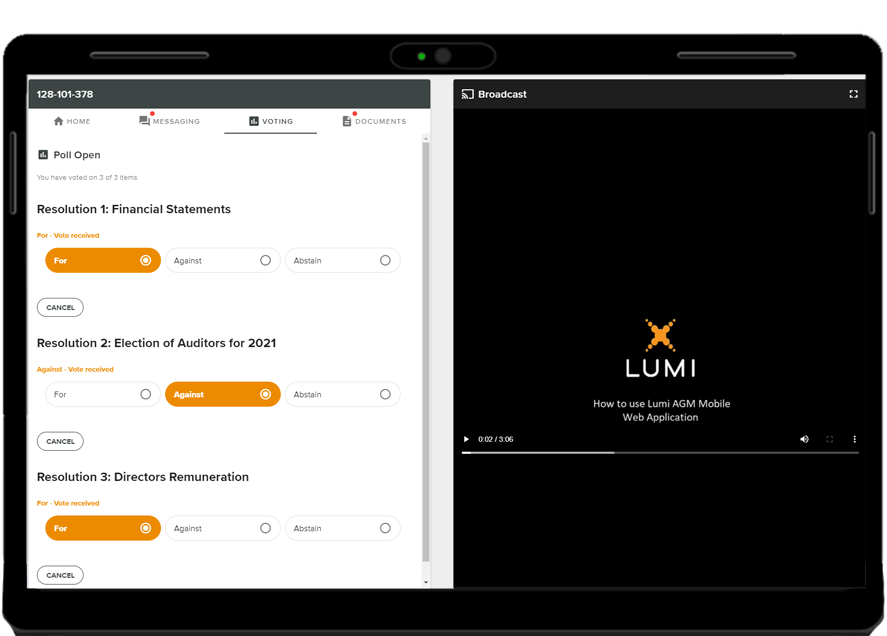 128-101-378
HOME MESSAGING VOTING DOCUMENTS
Poll Open
You have voted on 3 of 3 items
Resolution 1: Financial Statements
For - Vote received
For Against Abstain
CANCEL
Resolution 2: Election of Auditors for 2021
Against - Vote received
For Against Abstain
CANCEL
Resolution 3: Directors Remuneration
For - Vote received
For Against Abstain
CANCEL
Broadcast
LUMI
How to use Lumi AGM Mobile
Web Application
0:02 / 3:06